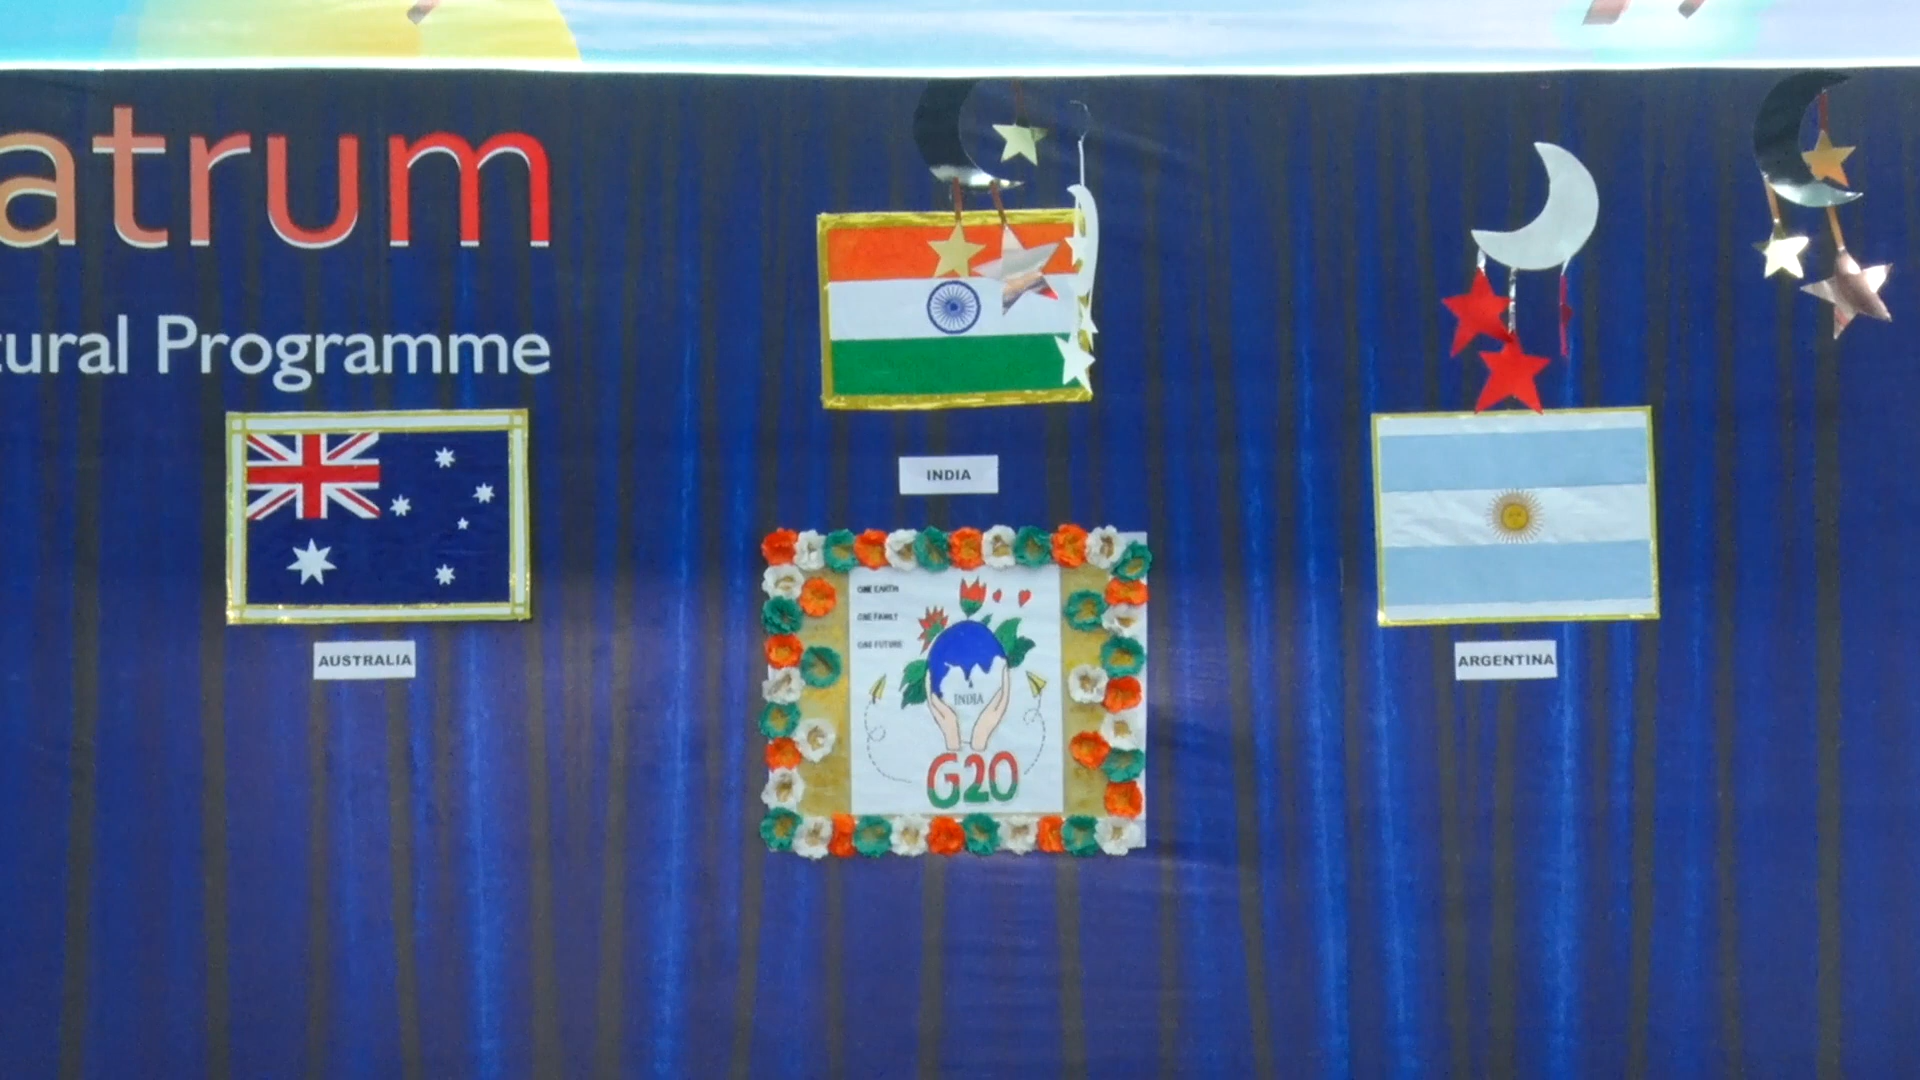 atrum
tural Programme
INDIA
AUSTRALIA
ARGENTINA
ONE EARTH
ONE FAMILY
ONE FUTURE
INDIA
G20